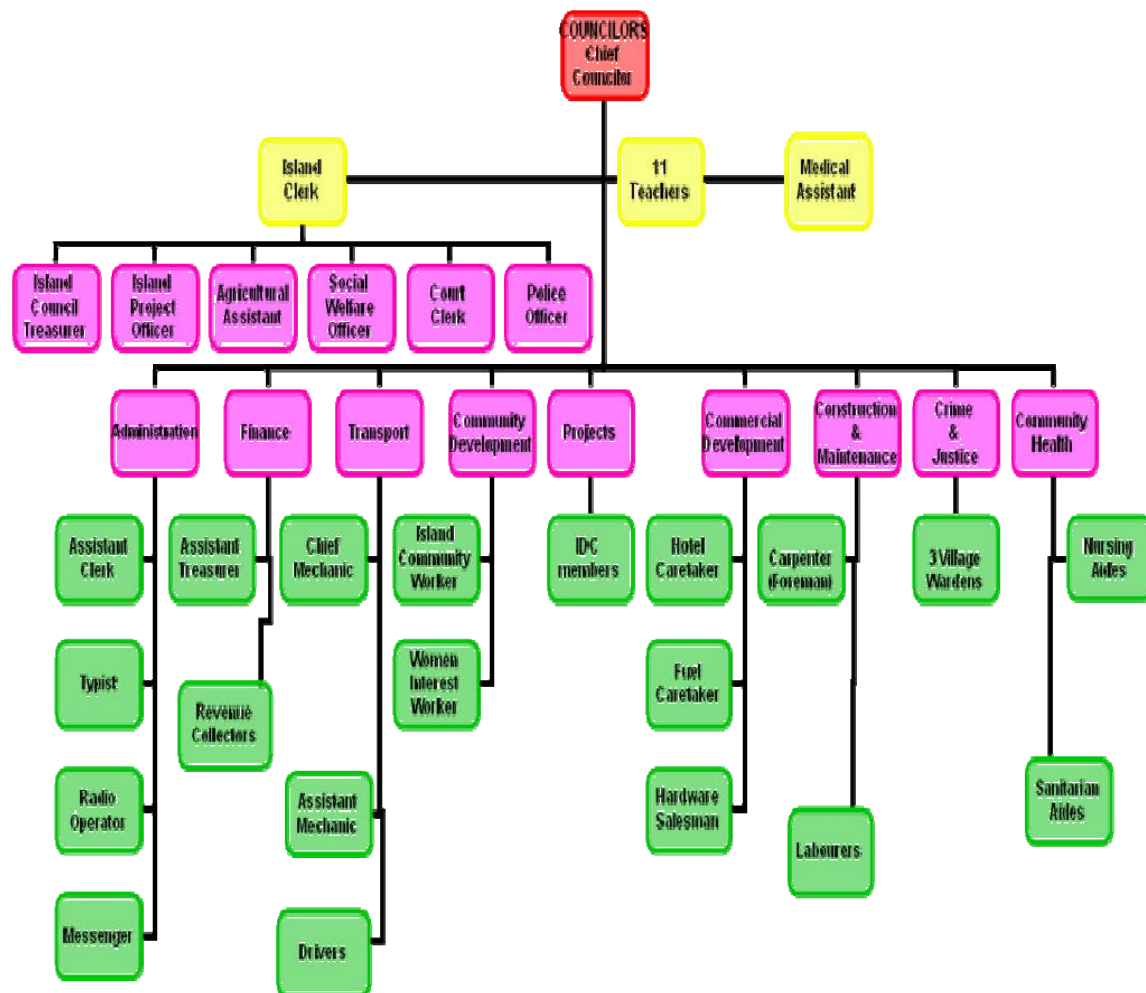 COUNCILORS
Chief
Councilor
Island
Clerk
11
Teachers
Medical
Assistant
Island
Council
Treasurer
Island
Project
Officer
Agricultural
Assistant
Social
Welfare
Officer
Court
Clerk
Police
Officer
Administration
Finance
Transport
Community
Development
Projects
Commercial
Development
Construction
&
Maintenance
Crime
&
Justice
Community
Health
Assistant
Clerk
Assistant
Treasurer
Chief
Mechanic
Island
Community
Worker
IDC
members
Hotel
Caretaker
Carpenter
(Foreman)
3 Village
Wardens
Nursing
Aides
Typist
Revenue
Collectors
Women
Interest
Worker
Fuel
Caretaker
Radio
Operator
Assistant
Mechanic
Hardware
Salesman
Labourers
Sanitarian
Aides
Messenger
Drivers